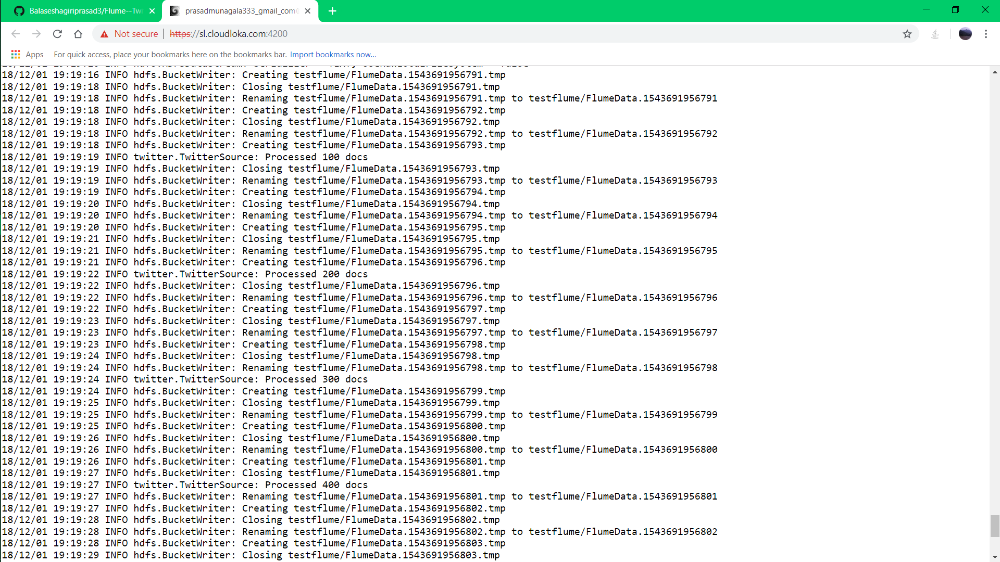 Balaseshagiriprasad3/Flume--Twi
prasadmunagala333_gmail_com@
Not secure | https://sl.cloudloka.com:4200
Apps For quick access, place your bookmarks here on the bookmarks bar. Import bookmarks now...
18/12/01 19:19:16 INFO hdfs.BucketWriter: Creating testflume/FlumeData.1543691956791.tmp
18/12/01 19:19:18 INFO hdfs.BucketWriter: Closing testflume/FlumeData.1543691956791.tmp
18/12/01 19:19:18 INFO hdfs.BucketWriter: Renaming testflume/FlumeData.1543691956791.tmp to testflume/FlumeData.1543691956791
18/12/01 19:19:18 INFO hdfs.BucketWriter: Creating testflume/FlumeData.1543691956792.tmp
18/12/01 19:19:18 INFO hdfs.BucketWriter: Closing testflume/FlumeData.1543691956792.tmp
18/12/01 19:19:18 INFO hdfs.BucketWriter: Renaming testflume/FlumeData.1543691956792.tmp to testflume/FlumeData.1543691956792
18/12/01 19:19:18 INFO hdfs.BucketWriter: Creating testflume/FlumeData.1543691956793.tmp
18/12/01 19:19:19 INFO twitter.TwitterSource: Processed 100 docs
18/12/01 19:19:19 INFO hdfs.BucketWriter: Closing testflume/FlumeData.1543691956793.tmp
18/12/01 19:19:19 INFO hdfs.BucketWriter: Renaming testflume/FlumeData.1543691956793.tmp to testflume/FlumeData.1543691956793
18/12/01 19:19:19 INFO hdfs.BucketWriter: Creating testflume/FlumeData.1543691956794.tmp
18/12/01 19:19:20 INFO hdfs.BucketWriter: Closing testflume/FlumeData.1543691956794.tmp
18/12/01 19:19:20 INFO hdfs.BucketWriter: Renaming testflume/FlumeData.1543691956794.tmp to testflume/FlumeData.1543691956794
18/12/01 19:19:20 INFO hdfs.BucketWriter: Creating testflume/FlumeData.1543691956795.tmp
18/12/01 19:19:21 INFO hdfs.BucketWriter: Closing testflume/FlumeData.1543691956795.tmp
18/12/01 19:19:21 INFO hdfs.BucketWriter: Renaming testflume/FlumeData.1543691956795.tmp to testflume/FlumeData.1543691956795
18/12/01 19:19:21 INFO hdfs.BucketWriter: Creating testflume/FlumeData.1543691956796.tmp
18/12/01 19:19:22 INFO twitter.TwitterSource: Processed 200 docs
18/12/01 19:19:22 INFO hdfs.BucketWriter: Closing testflume/FlumeData.1543691956796.tmp
18/12/01 19:19:22 INFO hdfs.BucketWriter: Renaming testflume/FlumeData.1543691956796.tmp to testflume/FlumeData.1543691956796
18/12/01 19:19:22 INFO hdfs.BucketWriter: Creating testflume/FlumeData.1543691956797.tmp
18/12/01 19:19:23 INFO hdfs.BucketWriter: Closing testflume/FlumeData.1543691956797.tmp
18/12/01 19:19:23 INFO hdfs.BucketWriter: Renaming testflume/FlumeData.1543691956797.tmp to testflume/FlumeData.1543691956797
18/12/01 19:19:23 INFO hdfs.BucketWriter: Creating testflume/FlumeData.1543691956798.tmp
18/12/01 19:19:24 INFO hdfs.BucketWriter: Closing testflume/FlumeData.1543691956798.tmp
18/12/01 19:19:24 INFO hdfs.BucketWriter: Renaming testflume/FlumeData.1543691956798.tmp to testflume/FlumeData.1543691956798
18/12/01 19:19:24 INFO twitter.TwitterSource: Processed 300 docs
18/12/01 19:19:24 INFO hdfs.BucketWriter: Creating testflume/FlumeData.1543691956799.tmp
18/12/01 19:19:25 INFO hdfs.BucketWriter: Closing testflume/FlumeData.1543691956799.tmp
18/12/01 19:19:25 INFO hdfs.BucketWriter: Renaming testflume/FlumeData.1543691956799.tmp to testflume/FlumeData.1543691956799
18/12/01 19:19:25 INFO hdfs.BucketWriter: Creating testflume/FlumeData.1543691956800.tmp
18/12/01 19:19:26 INFO hdfs.BucketWriter: Closing testflume/FlumeData.1543691956800.tmp
18/12/01 19:19:26 INFO hdfs.BucketWriter: Renaming testflume/FlumeData.1543691956800.tmp to testflume/FlumeData.1543691956800
18/12/01 19:19:26 INFO hdfs.BucketWriter: Creating testflume/FlumeData.1543691956801.tmp
18/12/01 19:19:27 INFO hdfs.BucketWriter: Closing testflume/FlumeData.1543691956801.tmp
18/12/01 19:19:27 INFO twitter.TwitterSource: Processed 400 docs
18/12/01 19:19:27 INFO hdfs.BucketWriter: Renaming testflume/FlumeData.1543691956801.tmp to testflume/FlumeData.1543691956801
18/12/01 19:19:27 INFO hdfs.BucketWriter: Creating testflume/FlumeData.1543691956802.tmp
18/12/01 19:19:28 INFO hdfs.BucketWriter: Closing testflume/FlumeData.1543691956802.tmp
18/12/01 19:19:28 INFO hdfs.BucketWriter: Renaming testflume/FlumeData.1543691956802.tmp to testflume/FlumeData.1543691956802
18/12/01 19:19:28 INFO hdfs.BucketWriter: Creating testflume/FlumeData.1543691956803.tmp
18/12/01 19:19:29 INFO hdfs.BucketWriter: Closing testflume/FlumeData.1543691956803.tmp